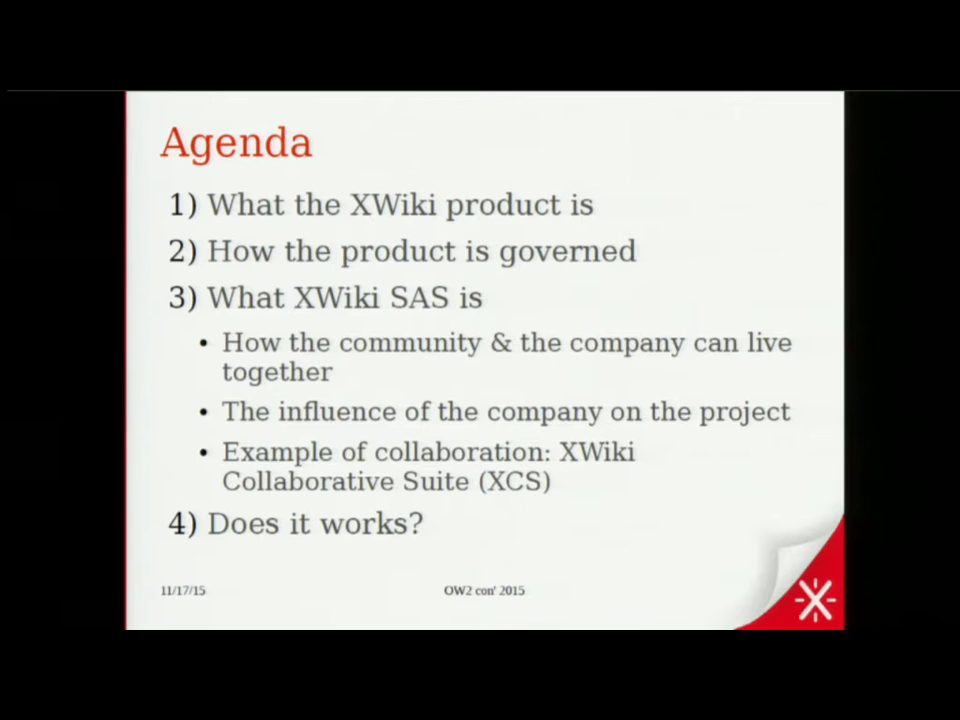 Agenda
1) What the XWiki product is
2) How the product is governed
3) What XWiki SAS is
• How the community & the company can live
together
• The influence of the company on the project
• Example of collaboration: XWiki
Collaborative Suite (XCS)
4) Does it works?
11/17/15 OW2 con' 2015